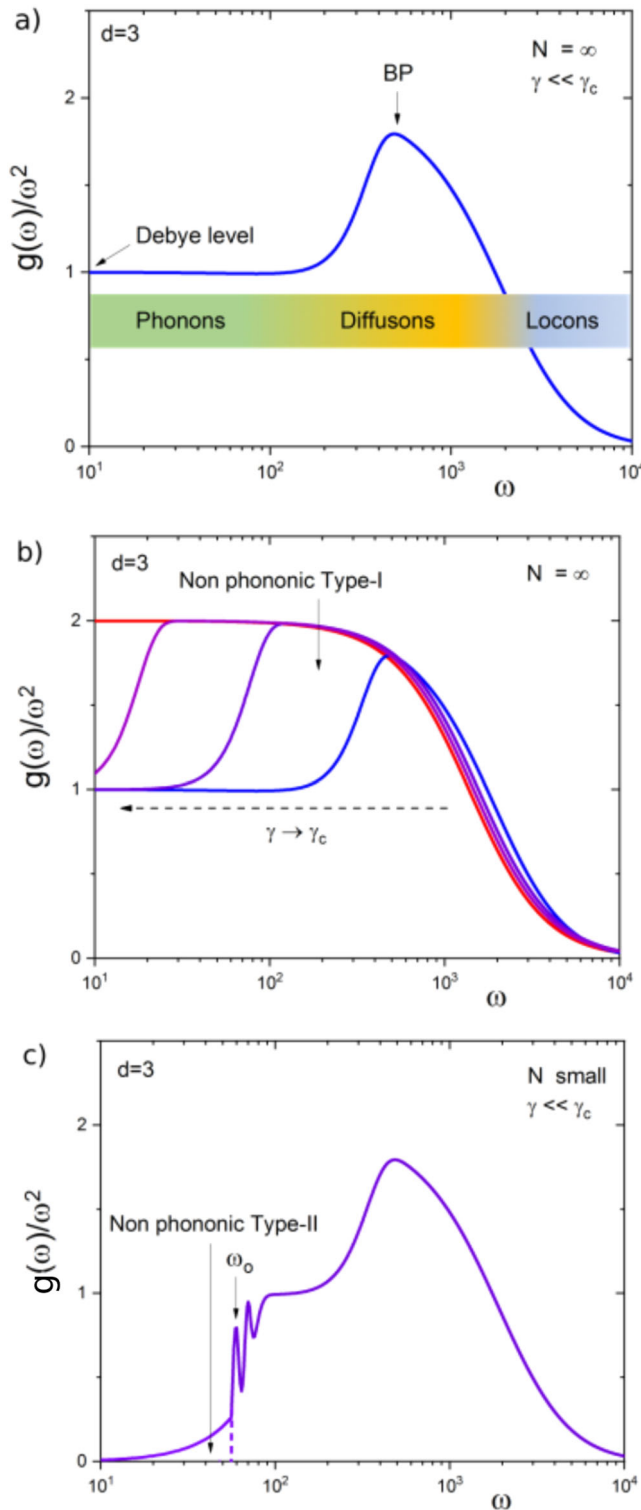 a)
d=3
N = ∞
γ << γc
BP
Debye level
Phonons Diffusons Locons
g(ω)/ω²
2
1
0
10¹ 10² 10³ 10⁴
ω
b)
d=3
Non phononic Type-I
N = ∞
g(ω)/ω²
2
1
0
γ → γc
10¹ 10² 10³ 10⁴
ω
c)
d=3
N small
γ << γc
Non phononic Type-II
ωo
g(ω)/ω²
2
1
0
10¹ 10² 10³ 10⁴
ω